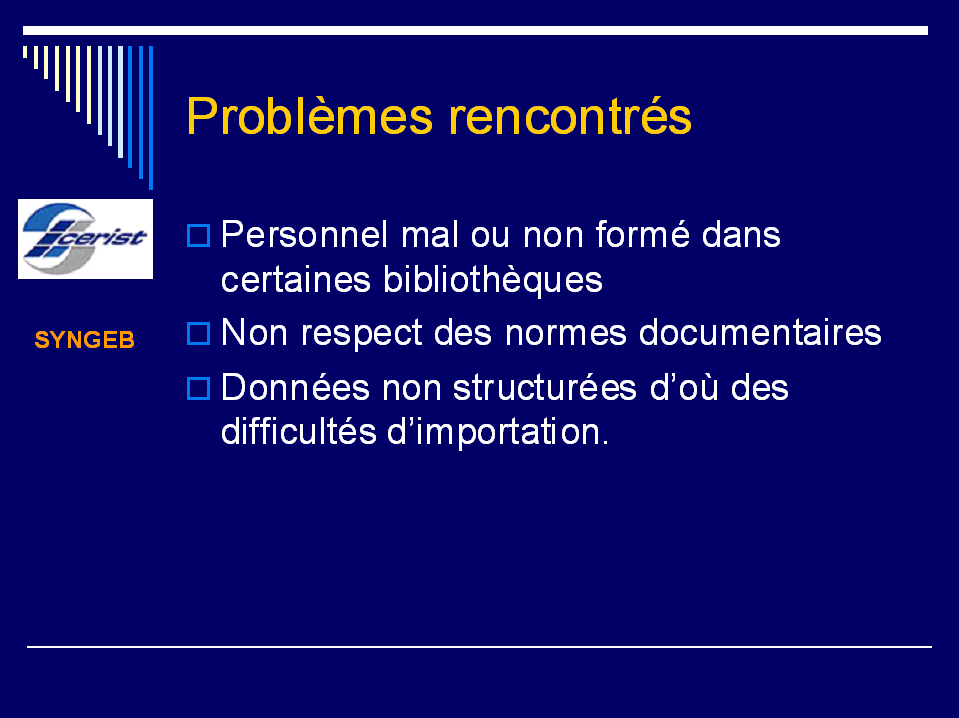 Problèmes rencontrés
cerist
SYNGEB
Personnel mal ou non formé dans
certaines bibliothèques
Non respect des normes documentaires
Données non structurées d’où des
difficultés d’importation.